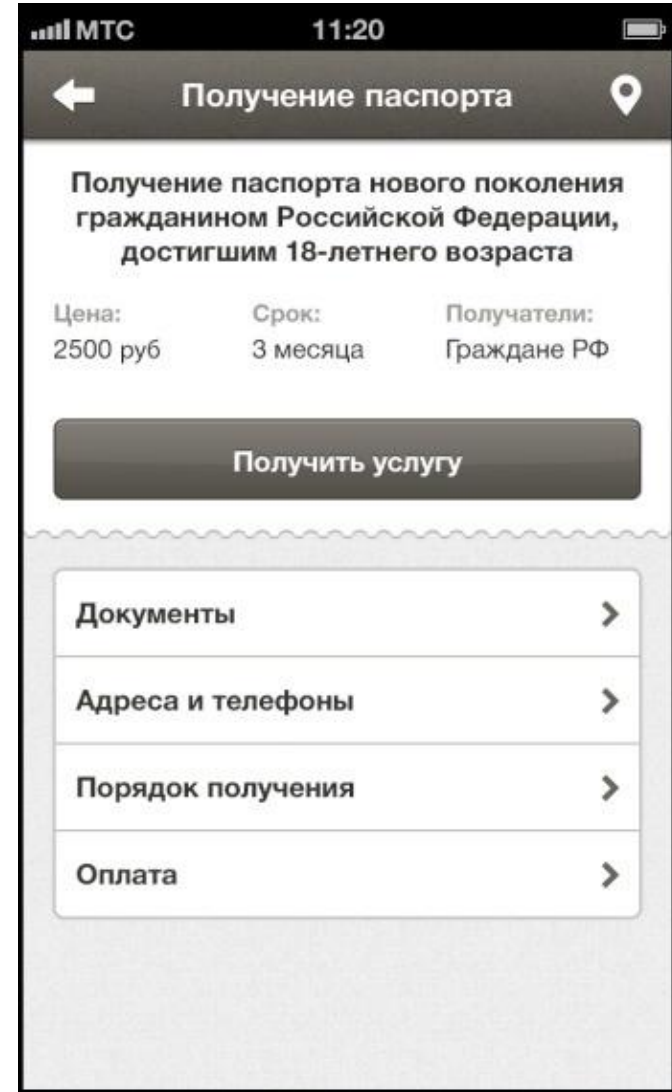 МТС 11:20
Получение паспорта
Получение паспорта нового поколения
гражданином Российской Федерации,
достигшим 18-летнего возраста
Цена: Срок: Получатели:
2500 руб 3 месяца Граждане РФ
Получить услугу
Документы
Адреса и телефоны
Порядок получения
Оплата